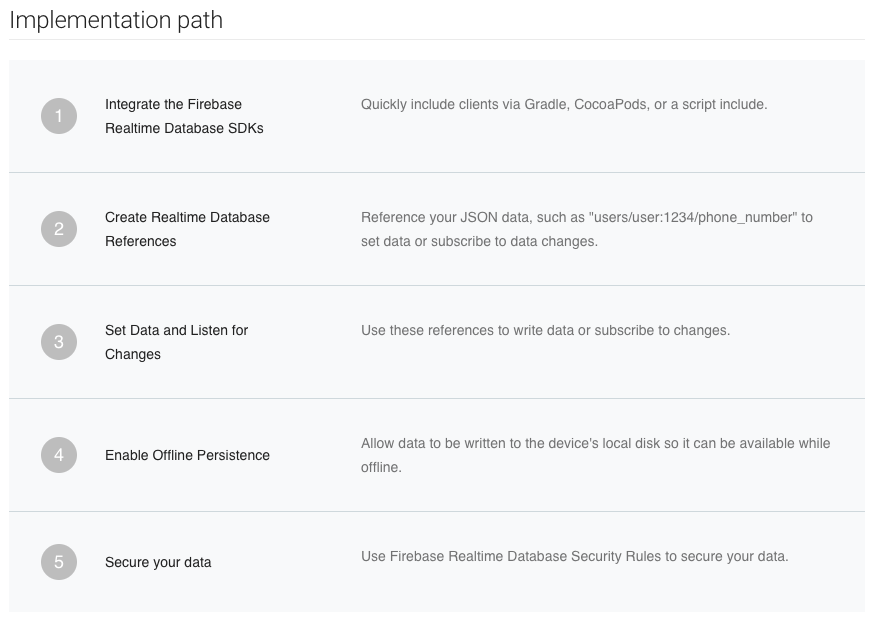 Implementation path
1
Integrate the Firebase
Realtime Database SDKs
Quickly include clients via Gradle, CocoaPods, or a script include.
2
Create Realtime Database
References
Reference your JSON data, such as "users/user:1234/phone_number" to
set data or subscribe to data changes.
3
Set Data and Listen for
Changes
Use these references to write data or subscribe to changes.
4
Enable Offline Persistence
Allow data to be written to the device's local disk so it can be available while
offline.
5
Secure your data
Use Firebase Realtime Database Security Rules to secure your data.